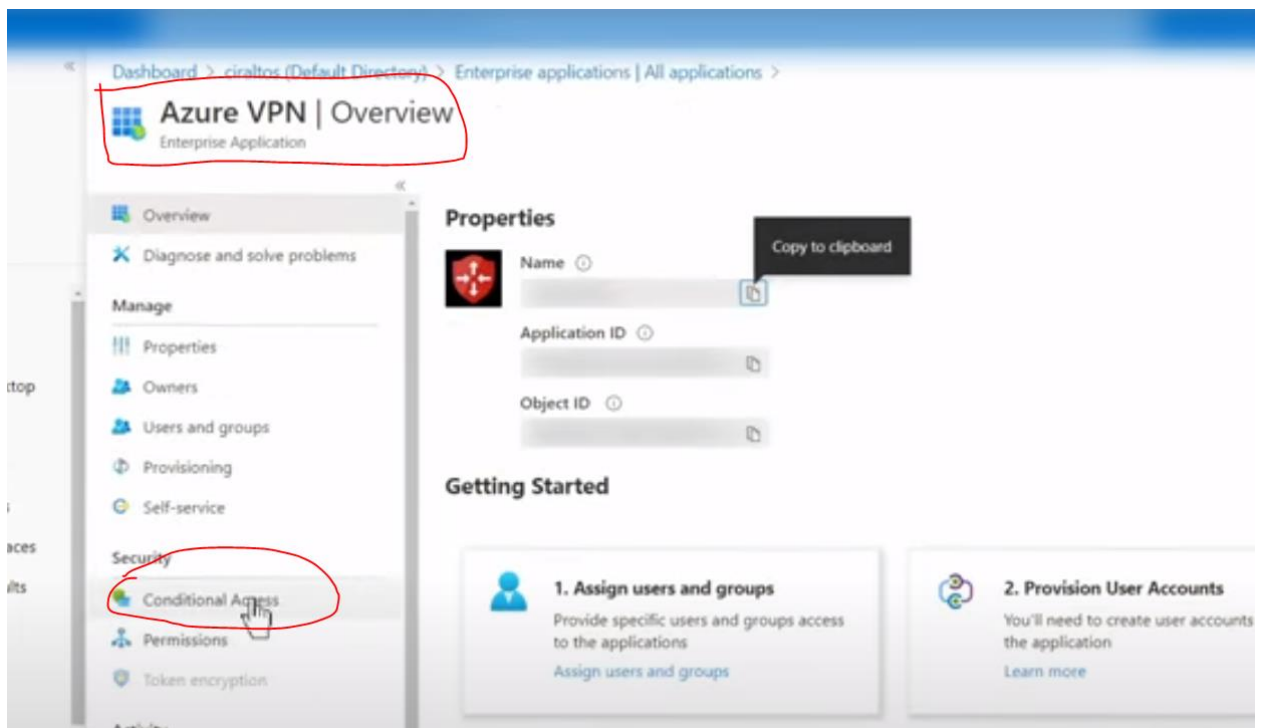 Dashboard > ciraltos (Default Directory) > Enterprise applications | All applications >
Azure VPN | Overview
Enterprise Application
Overview
Diagnose and solve problems
Manage
Properties
Owners
Users and groups
Provisioning
Self-service
Security
Conditional Access
Permissions
Token encryption
ktop
aces
ults
Properties
Copy to clipboard
Name
Application ID
Object ID
Getting Started
1. Assign users and groups
Provide specific users and groups access
to the applications
Assign users and groups
2. Provision User Accounts
You'll need to create user accounts
the application
Learn more